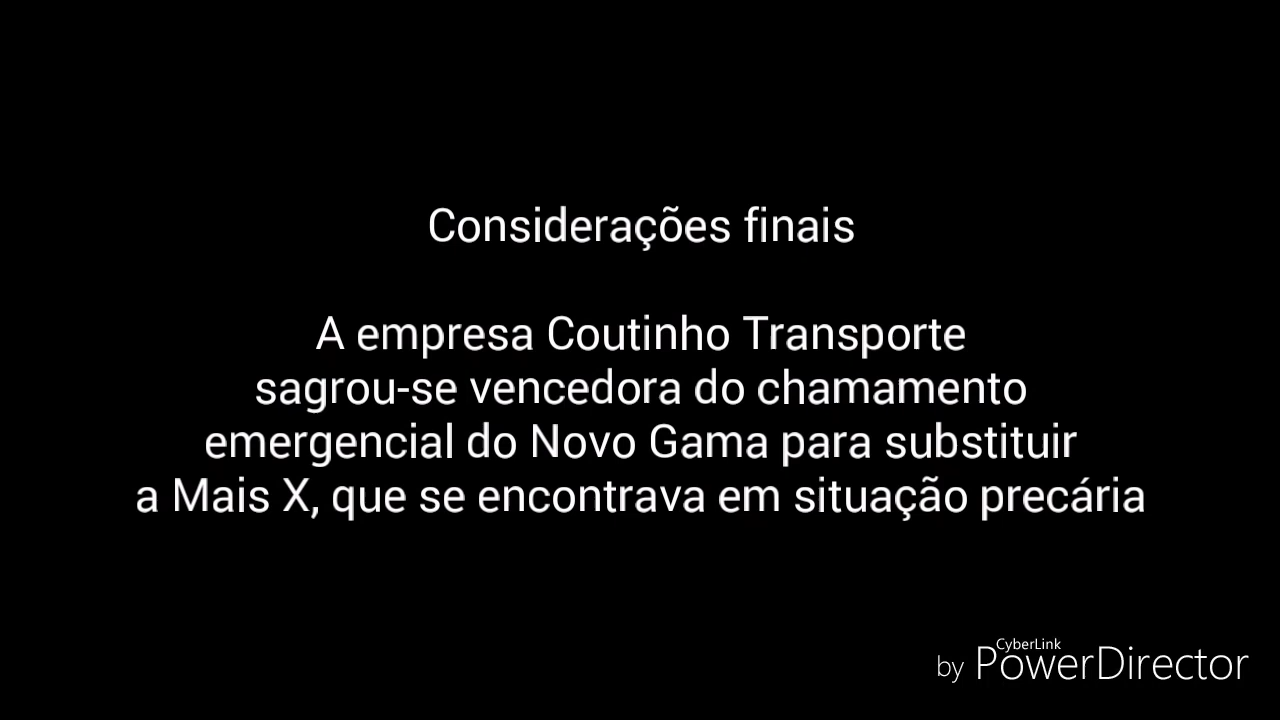 Considerações finais
A empresa Coutinho Transporte
sagrou-se vencedora do chamamento
emergencial do Novo Gama para substituir
a Mais X, que se encontrava em situação precária
CyberLink
by PowerDirector